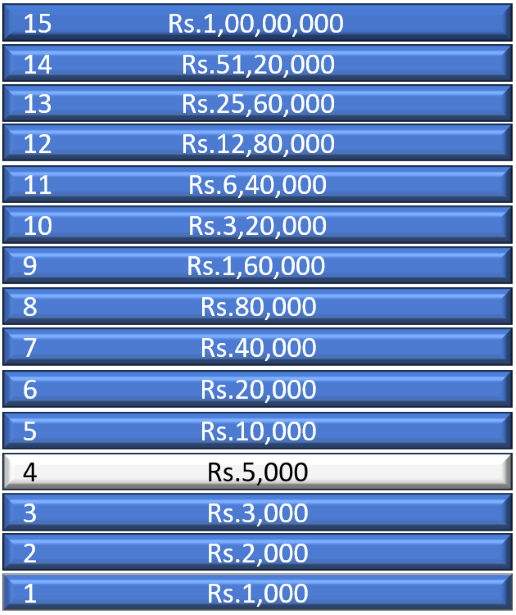 15 Rs.1,00,00,000
14 Rs.51,20,000
13 Rs.25,60,000
12 Rs.12,80,000
11 Rs.6,40,000
10 Rs.3,20,000
9 Rs.1,60,000
8 Rs.80,000
7 Rs.40,000
6 Rs.20,000
5 Rs.10,000
4 Rs.5,000
3 Rs.3,000
2 Rs.2,000
1 Rs.1,000